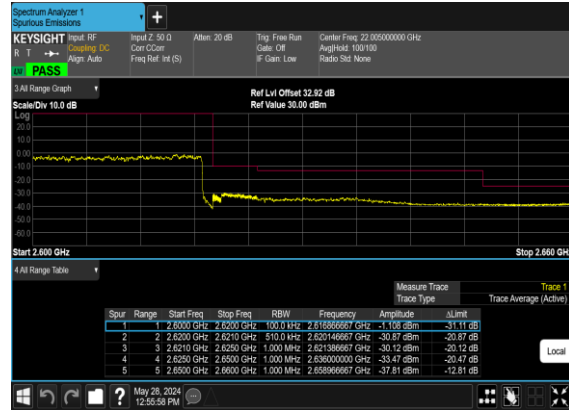 Spectrum Analyzer 1
Spurious Emissions
KEYSIGHT Input: RF Input Z: 50 Ω Atten: 20 dB Trig: Free Run Center Freq: 22.005000000 GHz
R T Coupling: DC Corr CCorr Gate: Off Avg|Hold: 100/100
Align: Auto Freq Ref: Int (S) IF Gain: Low Radio Std: None
LM PASS
3 All Range Graph
Ref Lvl Offset 32.92 dB
Scale/Div 10.0 dB Ref Value 30.00 dBm
Log
20.0
10.0
0.00
-10.0
-20.0
-30.0
-40.0
-50.0
-60.0
Start 2.600 GHz Stop 2.660 GHz
4 All Range Table
Measure Trace Trace 1
Trace Type Trace Average (Active)
Spur Range Start Freq Stop Freq RBW Frequency Amplitude ΔLimit
1 1 2.6000 GHz 2.6200 GHz 100.0 kHz 2.616866667 GHz -1.108 dBm -31.11 dB
2 2 2.6200 GHz 2.6210 GHz 510.0 kHz 2.620146667 GHz -30.87 dBm -20.87 dB
3 3 2.6210 GHz 2.6250 GHz 1.000 MHz 2.621386667 GHz -30.12 dBm -20.12 dB
4 4 2.6250 GHz 2.6500 GHz 1.000 MHz 2.636000000 GHz -33.47 dBm -20.47 dB
5 5 2.6500 GHz 2.6600 GHz 1.000 MHz 2.658966667 GHz -37.81 dBm -12.81 dB
Local
May 28, 2024
12:55:58 PM